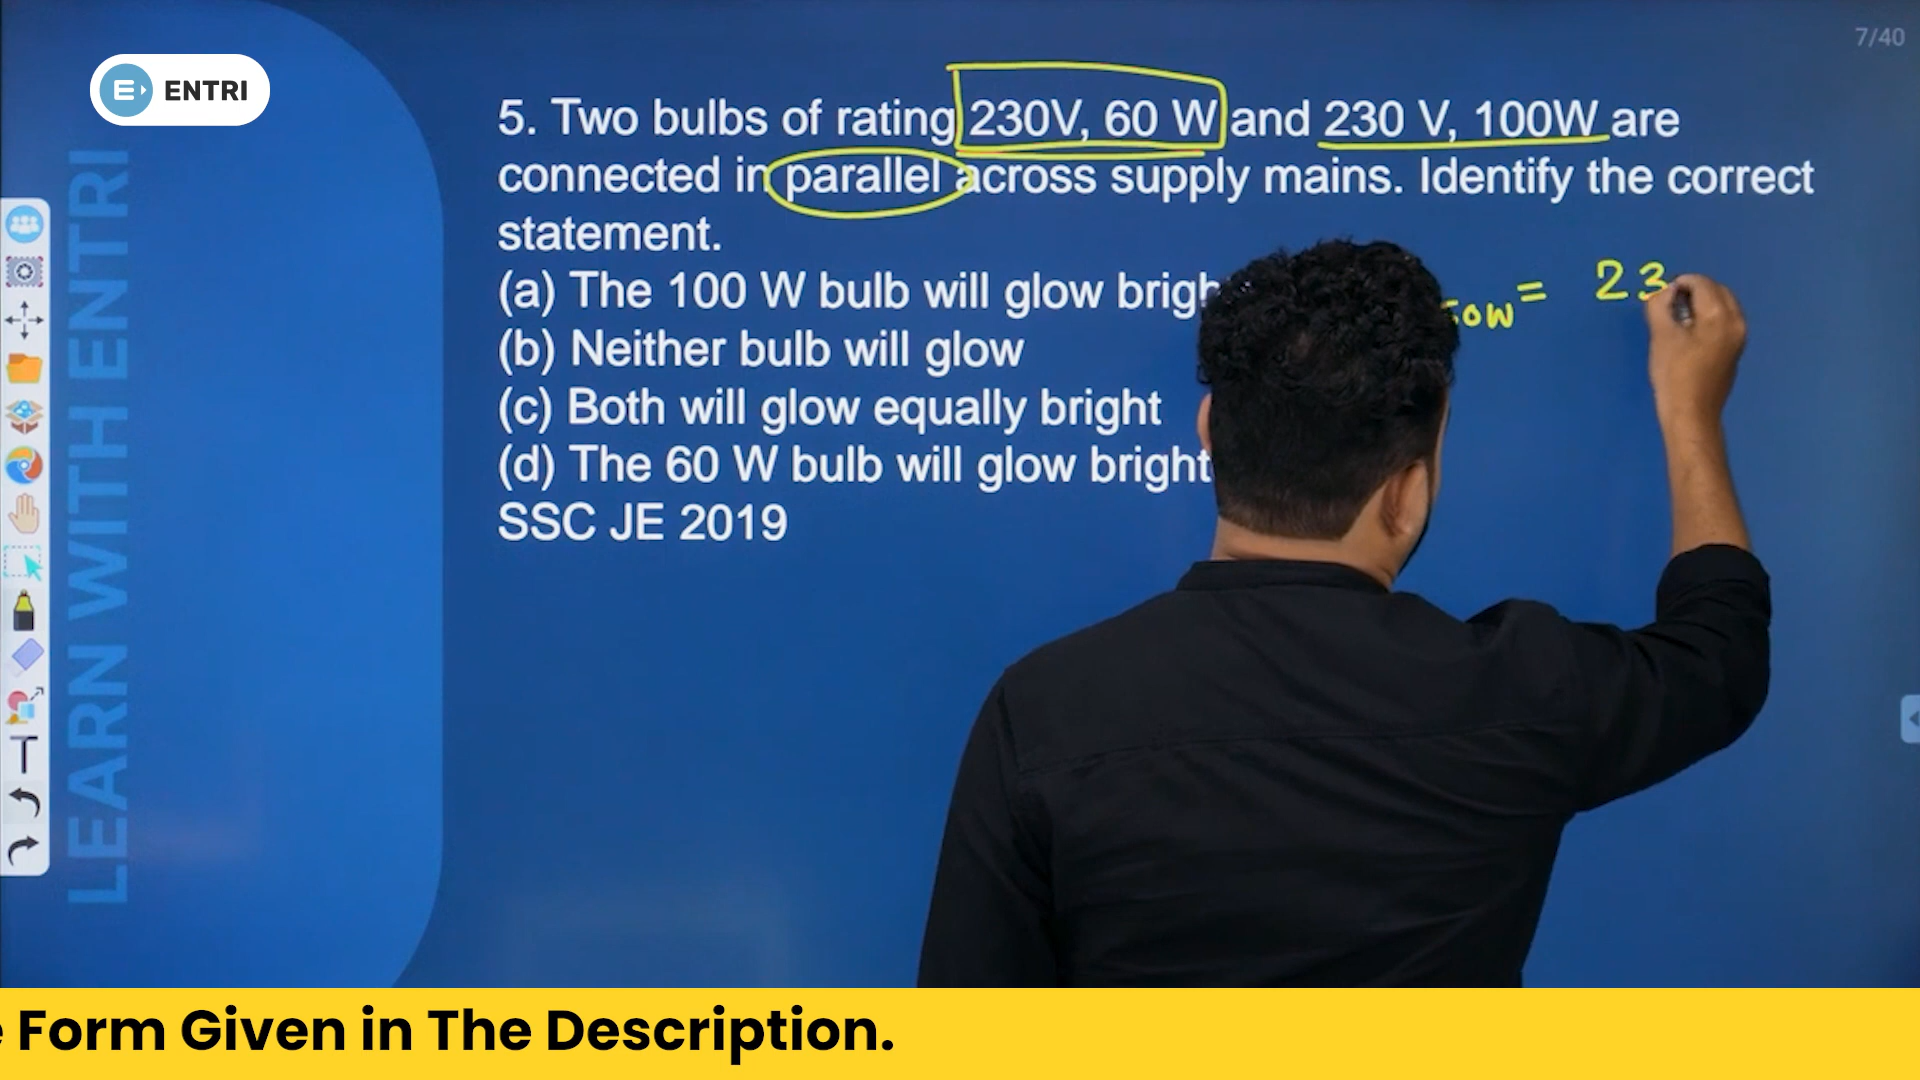 7/40
ENTRI
5. Two bulbs of rating 230V, 60 W and 230 V, 100W are
connected in parallel across supply mains. Identify the correct
statement.
(a) The 100 W bulb will glow
(b) Neither bulb will glow
(c) Both will glow equally bright
(d) The 60 W bulb will glow bright
SSC JE 2019
= 23
LEARN WITH ENTRI
T
Form Given in The Description.